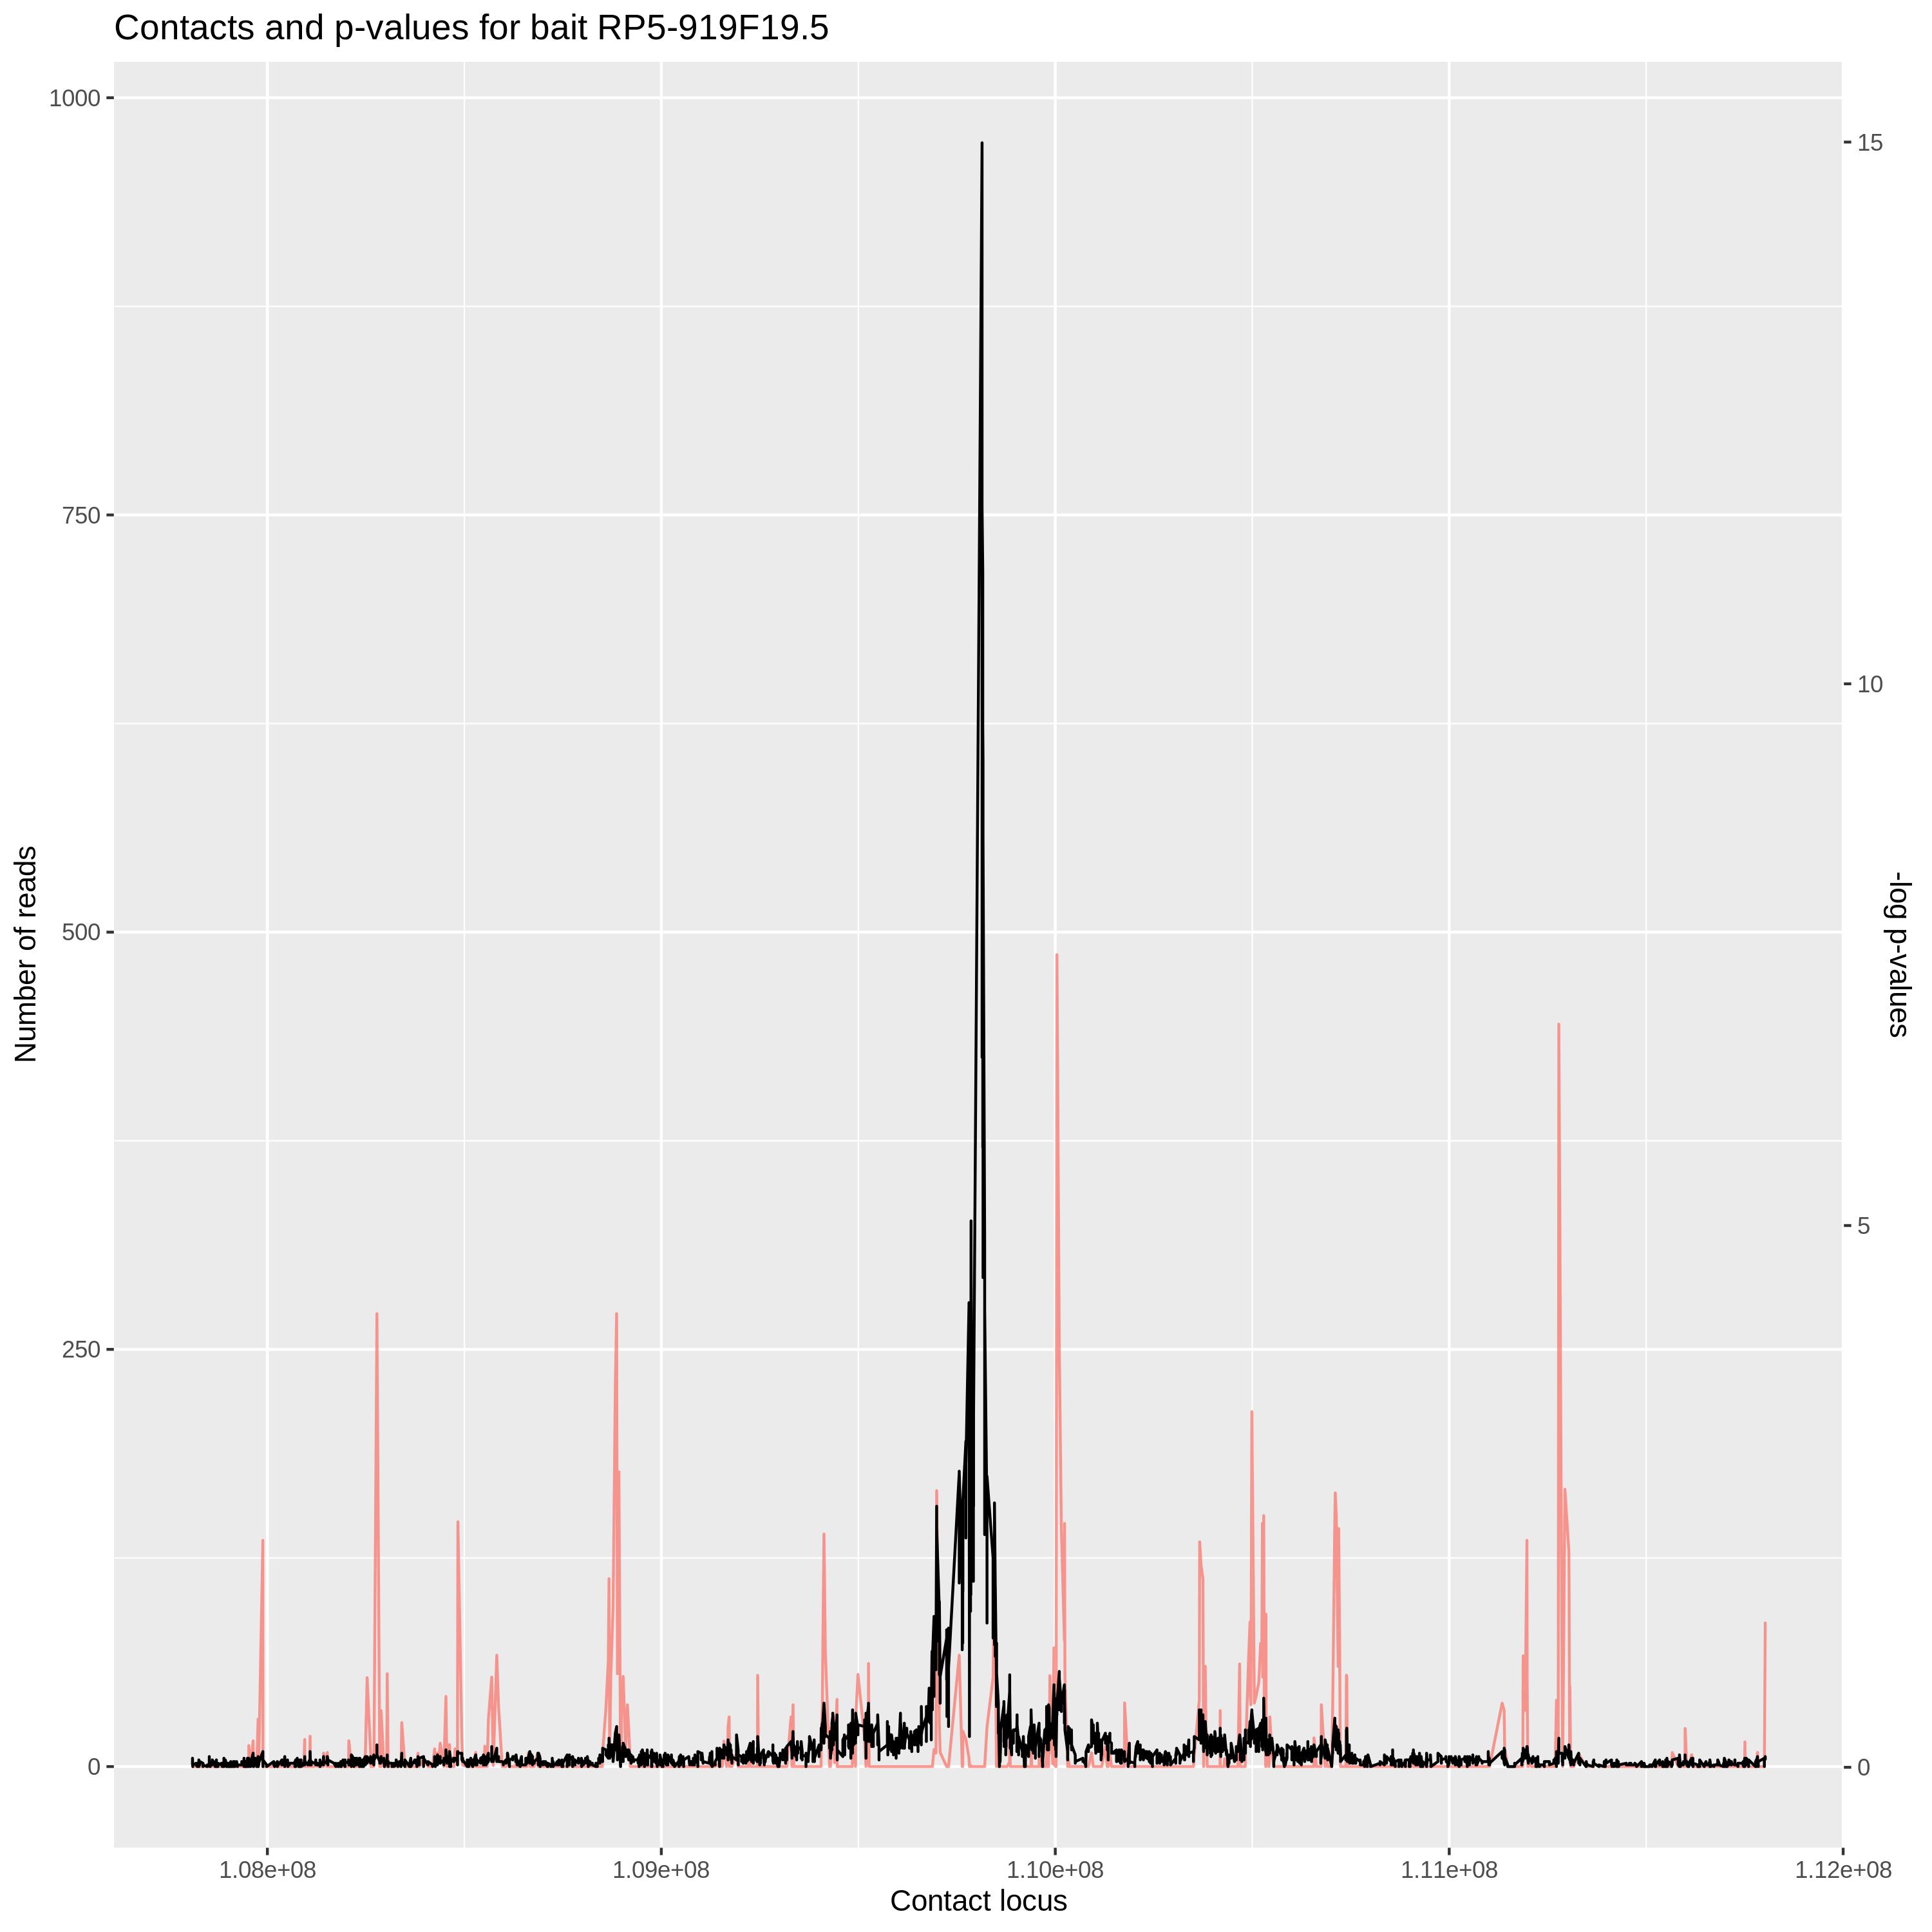 Contacts and p-values for bait RP5-919F19.5
1000
750
500
250
0
Number of reads
15
10
5
0
-log p-values
1.08e+08
1.09e+08
1.10e+08
1.11e+08
1.12e+08
Contact locus